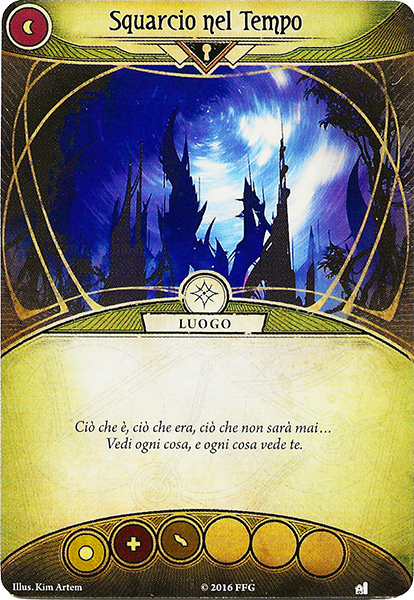 Squarcio nel Tempo
LUOGO
Ciò che è, ciò che era, ciò che non sarà mai…
Vedi ogni cosa, e ogni cosa vede te.
Illus. Kim Artem
© 2016 FFG